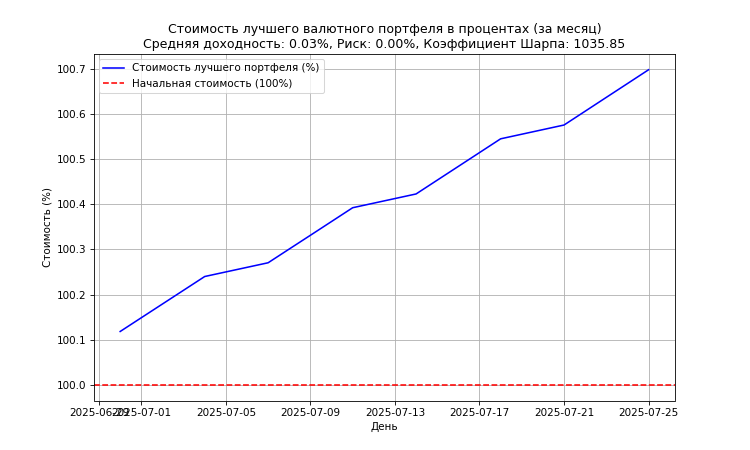 Стоимость лучшего валютного портфеля в процентах (за месяц)
Средняя доходность: 0.03%, Риск: 0.00%, Коэффициент Шарпа: 1035.85
Стоимость лучшего портфеля (%)
Начальная стоимость (100%)
100.7
100.6
100.5
100.4
100.3
100.2
100.1
100.0
Стоимость (%)
2025-06-29 2025-07-01 2025-07-05 2025-07-09 2025-07-13 2025-07-17 2025-07-21 2025-07-25
День